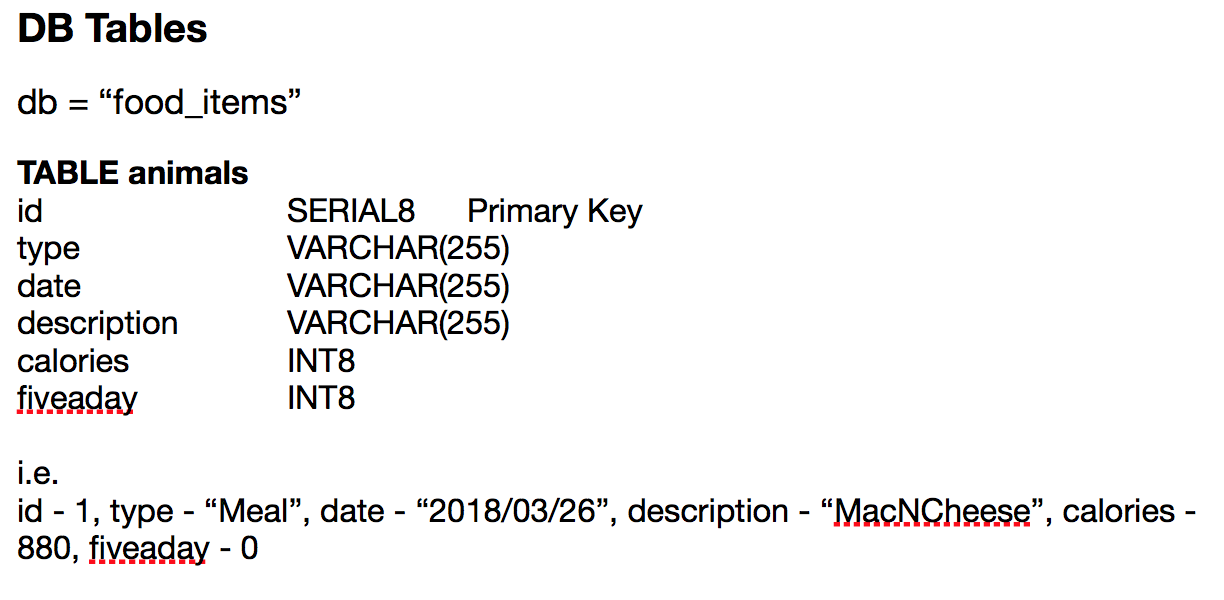 DB Tables
db = “food_items”
TABLE animals
id SERIAL8 Primary Key
type VARCHAR(255)
date VARCHAR(255)
description VARCHAR(255)
calories INT8
fiveaday INT8
i.e.
id - 1, type - “Meal”, date - “2018/03/26”, description - “MacNCheese”, calories -
880, fiveaday - 0